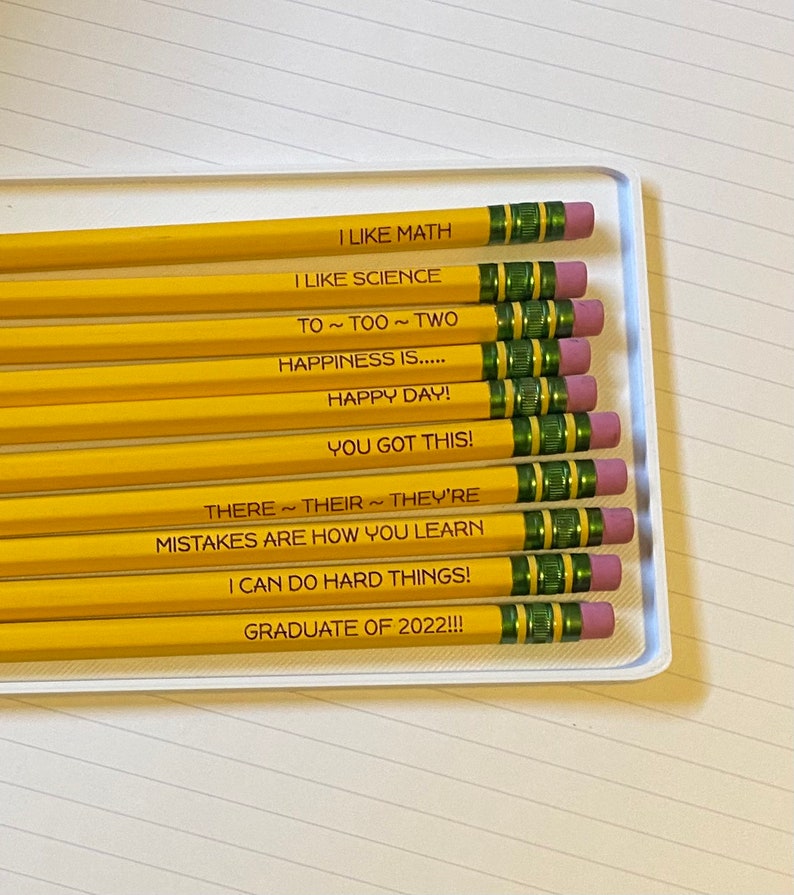 I LIKE MATH
I LIKE SCIENCE
TO ~ TOO ~ TWO
HAPPINESS IS.....
HAPPY DAY!
YOU GOT THIS!
THERE ~ THEIR ~ THEY'RE
MISTAKES ARE HOW YOU LEARN
I CAN DO HARD THINGS!
GRADUATE OF 2022!!!